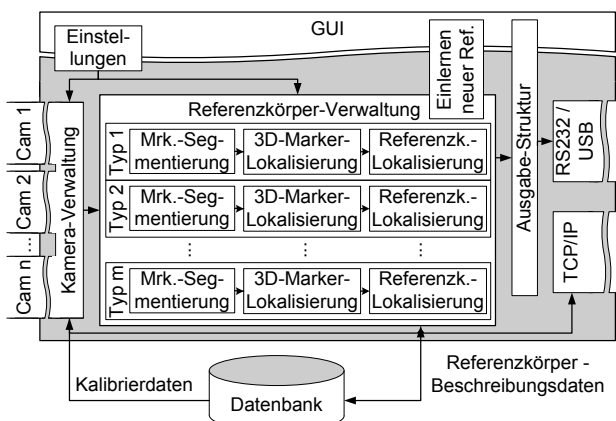 GUI
Einstel-
lungen
Einlernen
neuer Ref.
Ausgabe-Struktur
Cam 1
Cam 2
...
Cam n
Kamera-Verwaltung
Referenzkörper-Verwaltung
Typ 1
Mrk.-Seg-
mentierung
3D-Marker-
Lokalisierung
Referenzk.-
Lokalisierung
Typ 2
Mrk.-Seg-
mentierung
3D-Marker-
Lokalisierung
Referenzk.-
Lokalisierung
...
...
...
Typ m
Mrk.-Seg-
mentierung
3D-Marker-
Lokalisierung
Referenzk.-
Lokalisierung
RS232 /
USB
TCP/IP
Kalibrierdaten
Datenbank
Referenzkörper -
Beschreibungsdaten